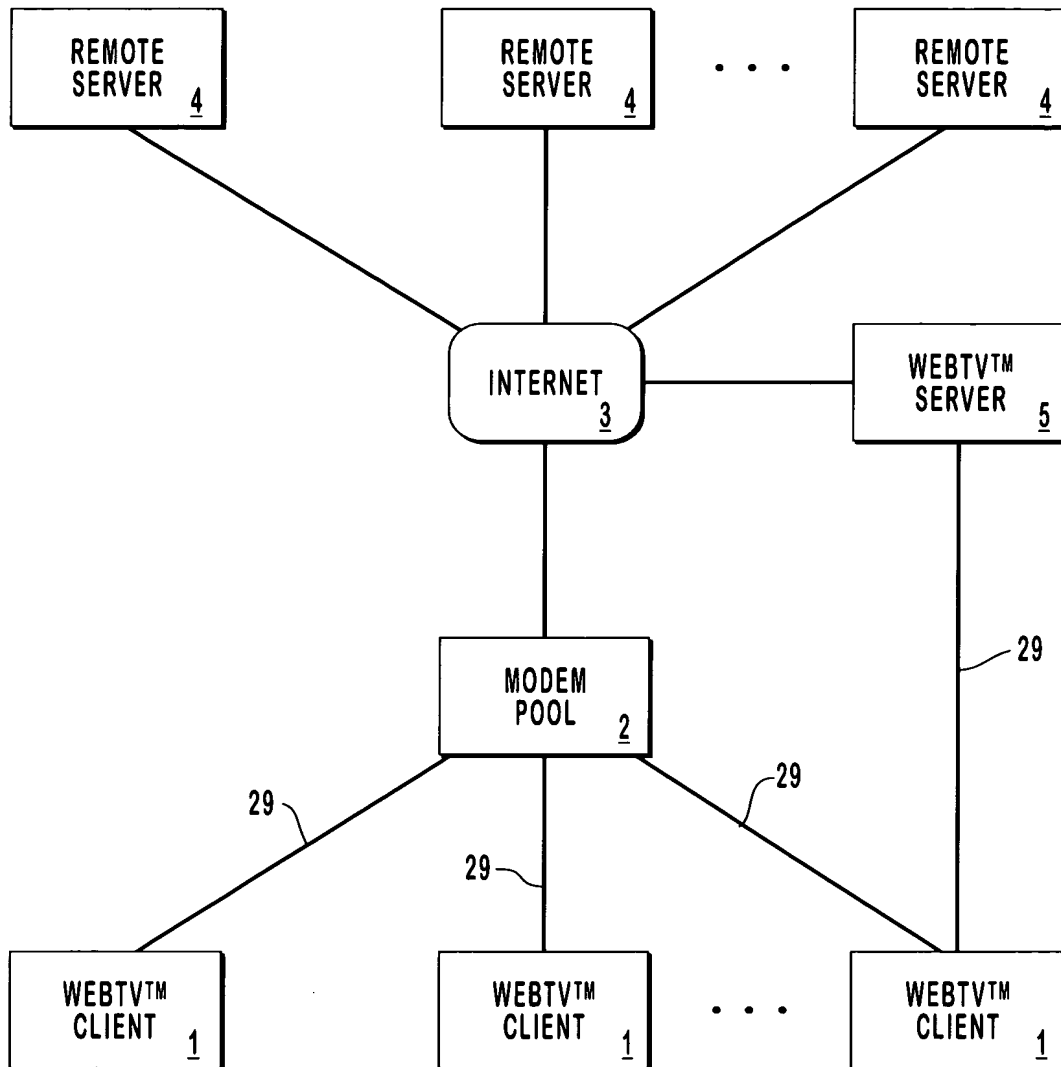 REMOTE
SERVER
4
REMOTE
SERVER
4
. . .
REMOTE
SERVER
4
INTERNET
3
WEBTV™
SERVER
5
MODEM
POOL
2
29
29
29
29
WEBTV™
CLIENT
1
WEBTV™
CLIENT
1
. . .
WEBTV™
CLIENT
1